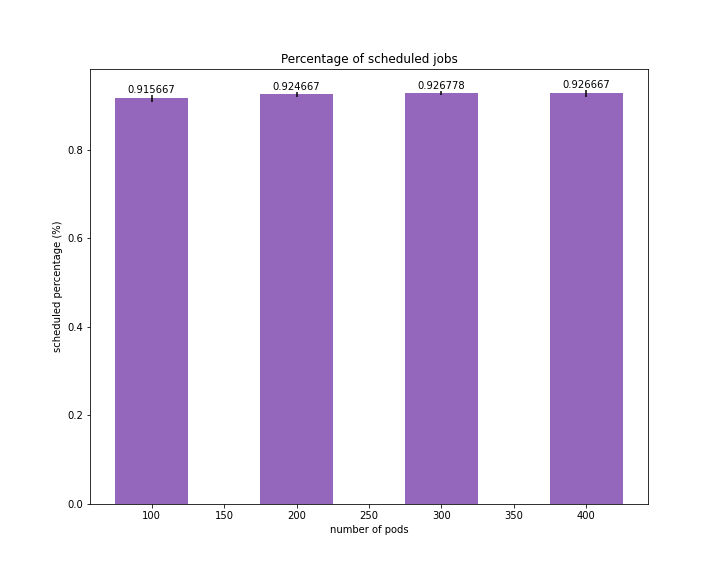 Percentage of scheduled jobs
0.915667 0.924667 0.926778 0.926667
0.8
0.6
0.4
0.2
0.0
scheduled percentage (%)
100 150 200 250 300 350 400
number of pods